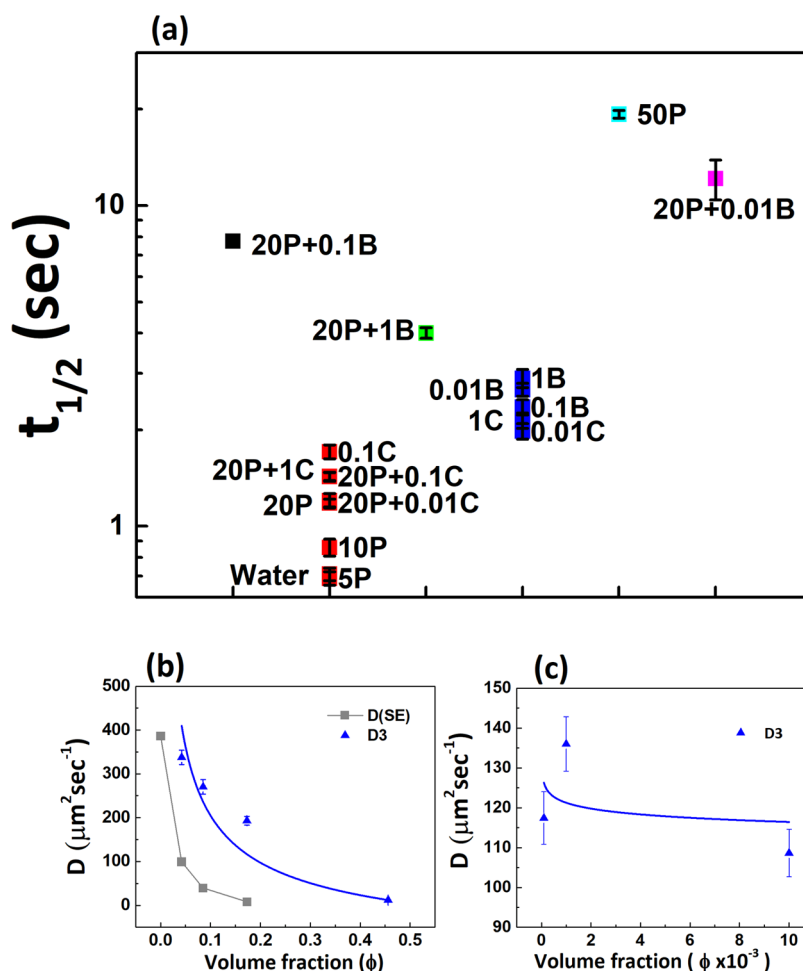 (a)
t1/2 (sec)
10
1
50P
20P+0.01B
20P+0.1B
20P+1B
1B
0.01B
0.1B
1C
0.01C
0.1C
20P+1C
20P+0.1C
20P
20P+0.01C
10P
Water
5P
(b)
D (μm²sec⁻¹)
500
400
300
200
100
0
D(SE)
D3
0.0 0.1 0.2 0.3 0.4 0.5
Volume fraction (ϕ)
(c)
D (μm²sec⁻¹)
150
140
130
120
110
100
90
D3
0 2 4 6 8 10
Volume fraction ( ϕ x10⁻³)